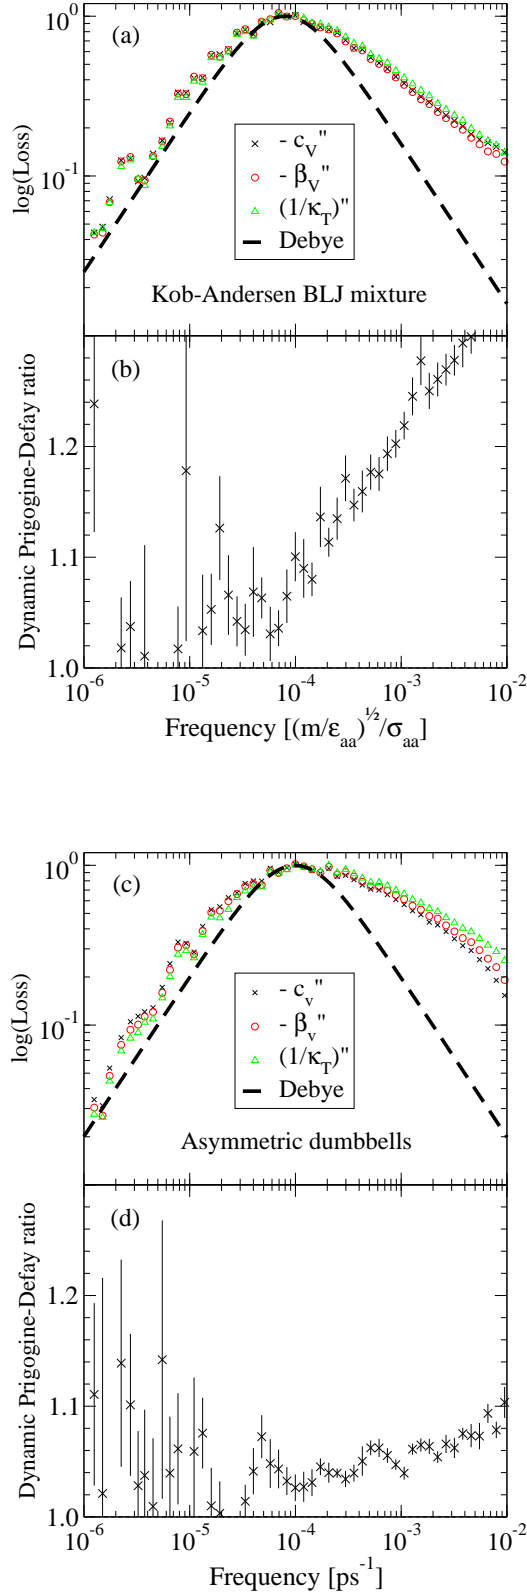 10^0
(a)
log(Loss)
10^-1
- c_V''
- β_V''
(1/κ_T)''
Debye
Kob-Andersen BLJ mixture
(b)
Dynamic Prigogine-Defay ratio
1.2
1.1
1.0
10^-6 10^-5 10^-4 10^-3 10^-2
Frequency [(m/ε_aa)^½/σ_aa]
10^0
(c)
log(Loss)
10^-1
- c_v''
- β_v''
(1/κ_T)''
Debye
Asymmetric dumbbells
(d)
Dynamic Prigogine-Defay ratio
1.2
1.1
1.0
10^-6 10^-5 10^-4 10^-3 10^-2
Frequency [ps^-1]